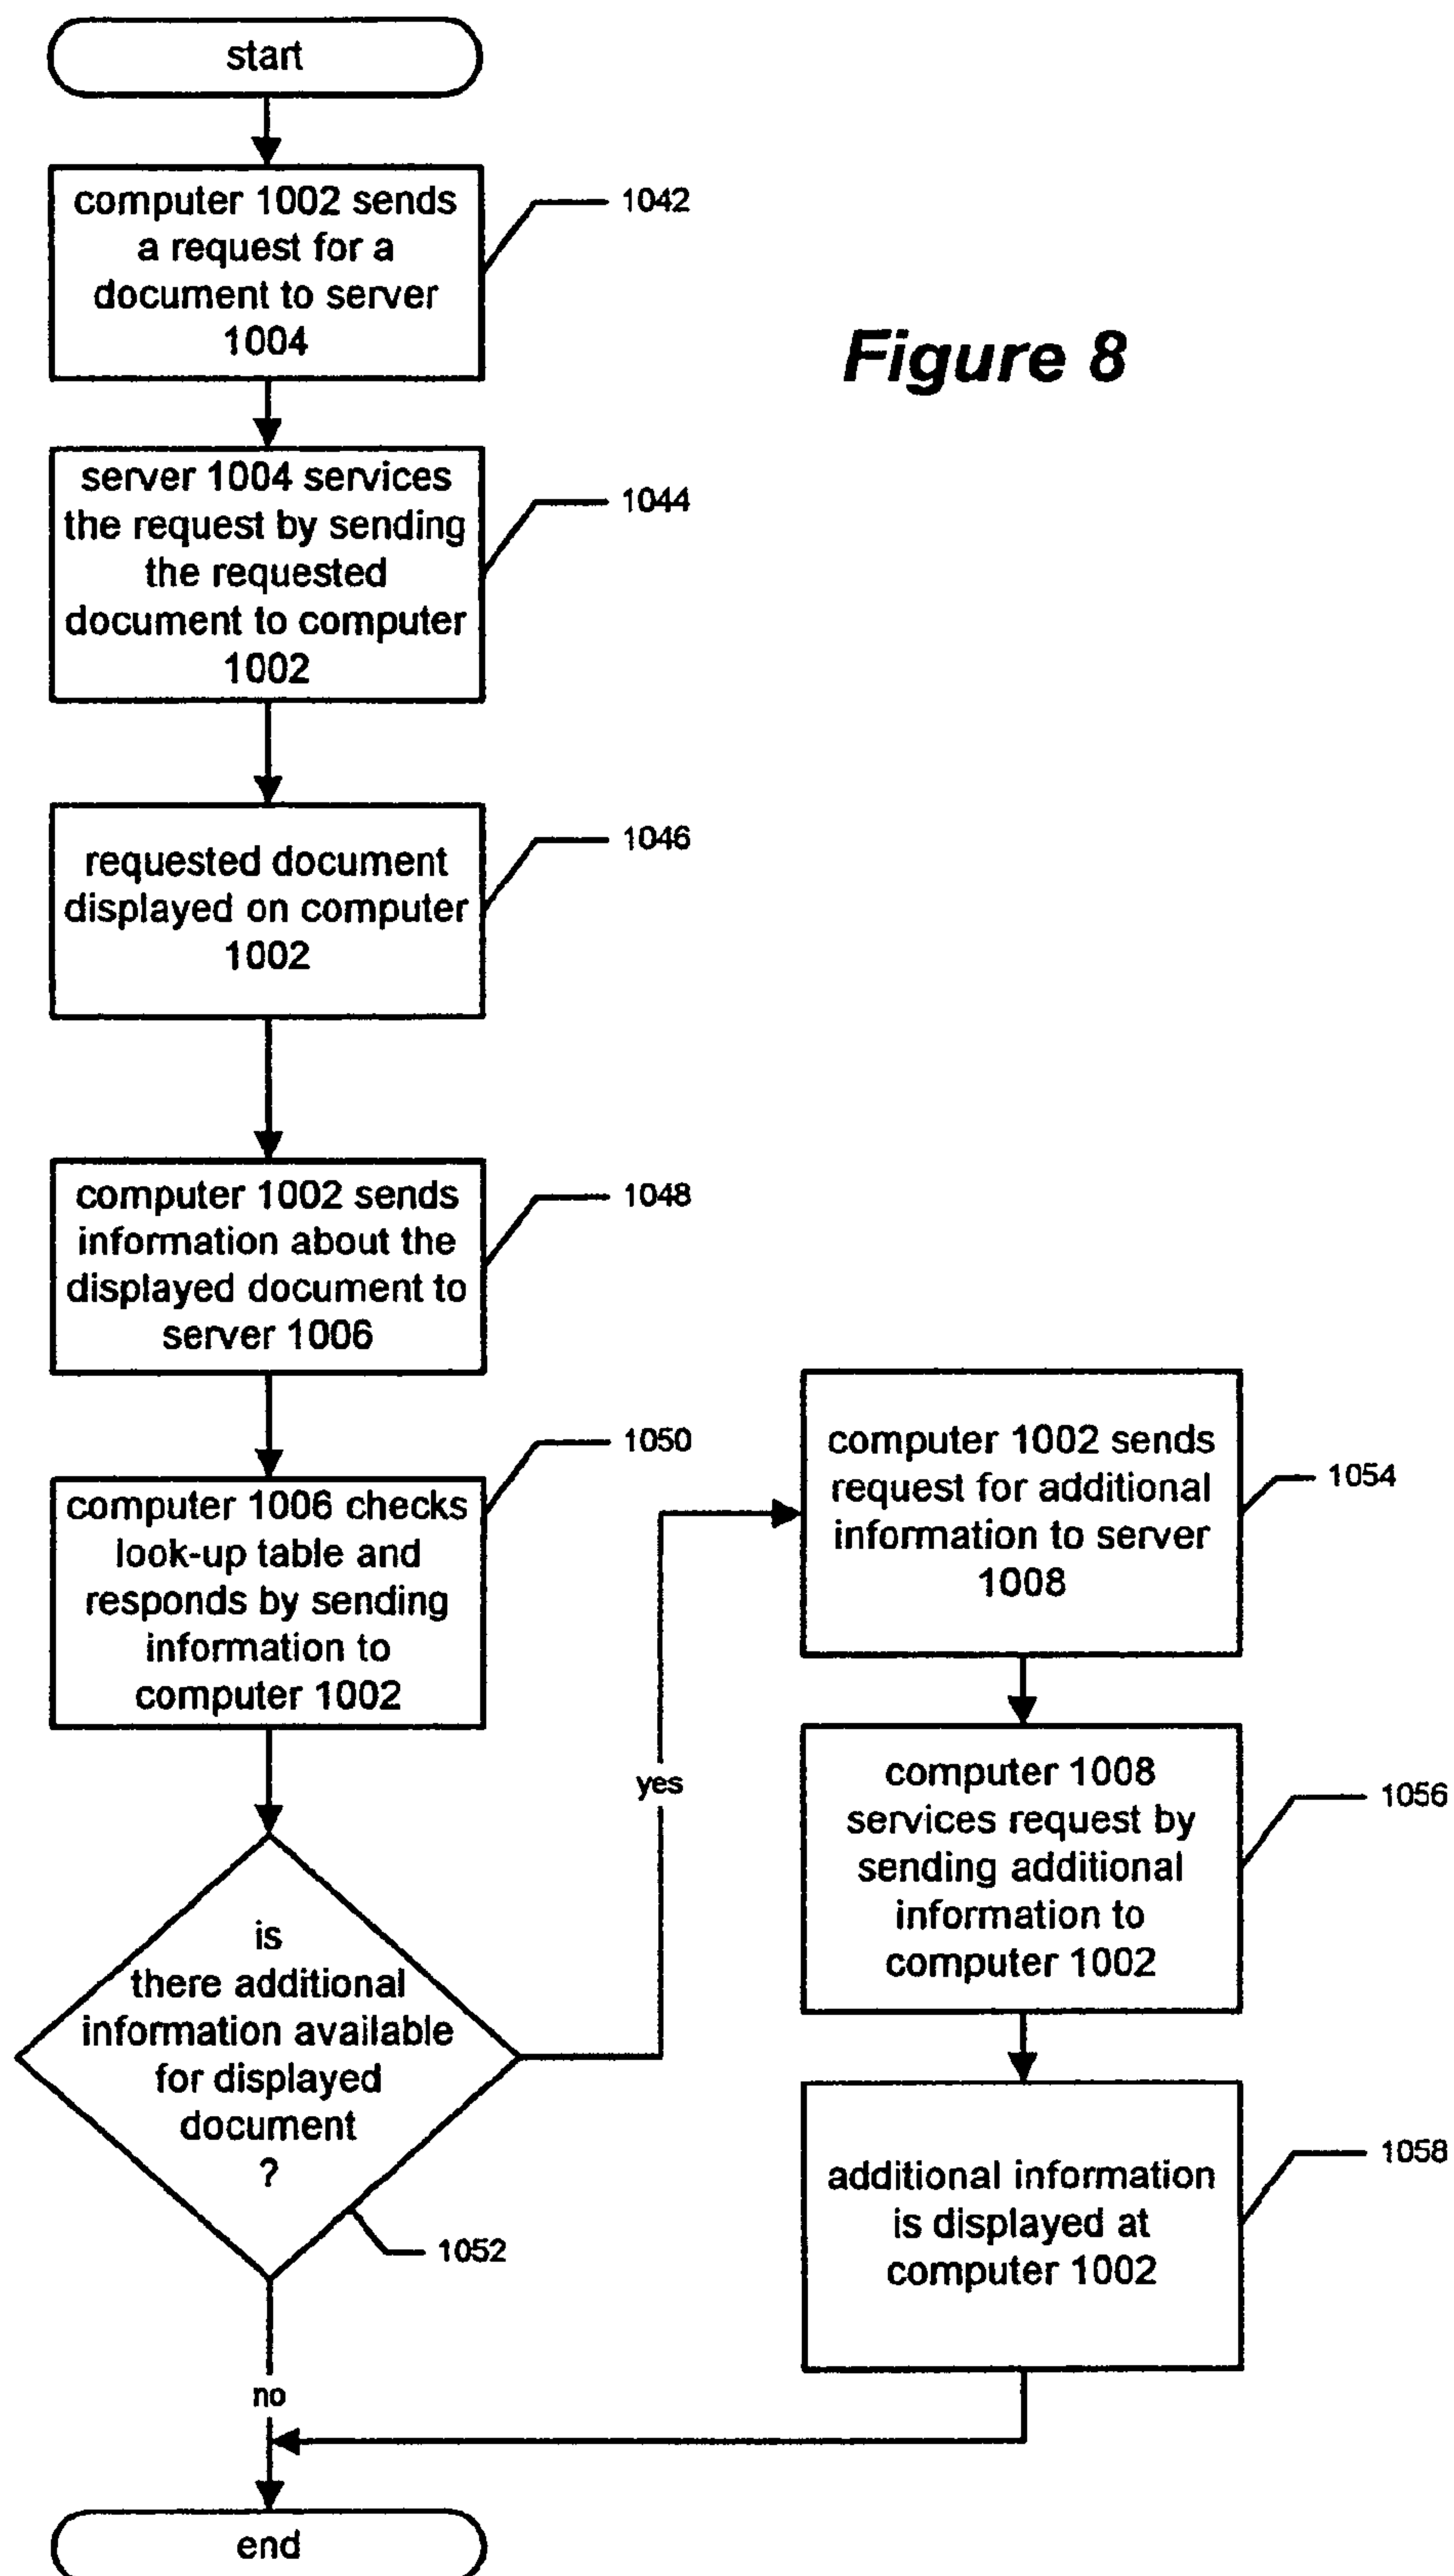 start
computer 1002 sends
a request for a
document to server
1004
1042
Figure 8
server 1004 services
the request by sending
the requested
document to computer
1002
1044
requested document
displayed on computer
1002
1046
computer 1002 sends
information about the
displayed document to
server 1006
1048
computer 1006 checks
look-up table and
responds by sending
information to
computer 1002
1050
is
there additional
information available
for displayed
document
?
1052
yes
no
computer 1002 sends
request for additional
information to server
1008
1054
computer 1008
services request by
sending additional
information to
computer 1002
1056
additional information
is displayed at
computer 1002
1058
end